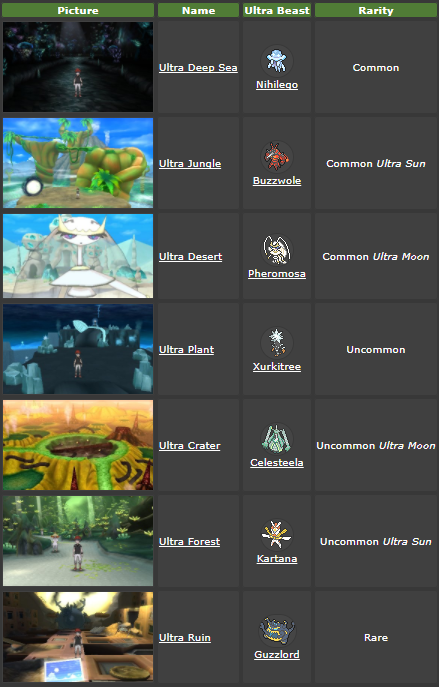 Picture Name Ultra Beast Rarity
Ultra Deep Sea Nihilego Common
Ultra Jungle Buzzwole Common Ultra Sun
Ultra Desert Pheromosa Common Ultra Moon
Ultra Plant Xurkitree Uncommon
Ultra Crater Celesteela Uncommon Ultra Moon
Ultra Forest Kartana Uncommon Ultra Sun
Ultra Ruin Guzzlord Rare